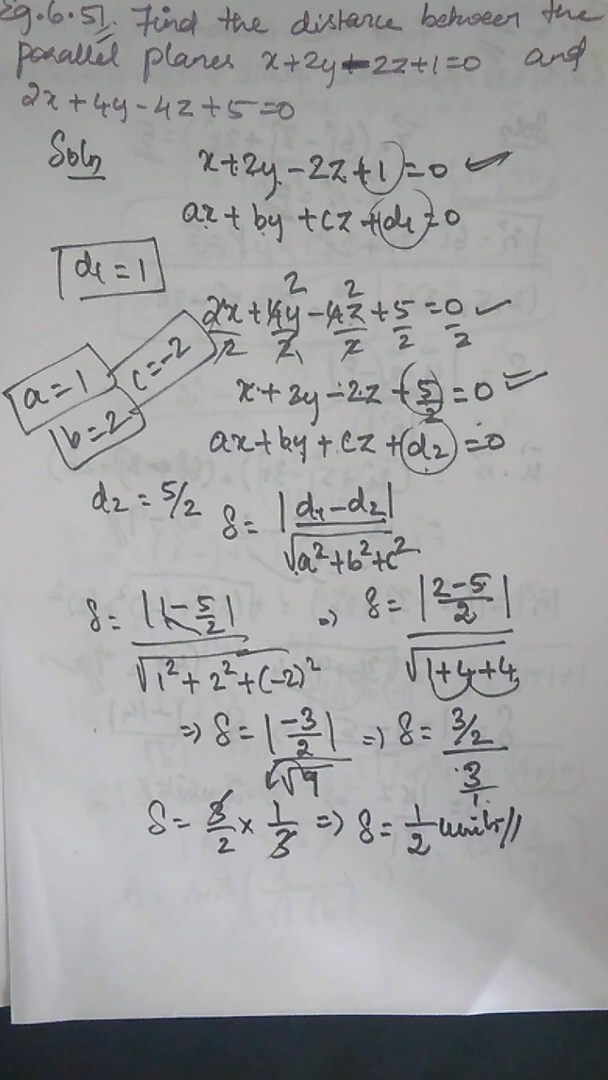 Eg.6.51. Find the distance between the
parallel planes x+2y-2z+1=0 and
2x+4y-4z+5=0
Soln x+2y-2z+1=0
ax+by+cz+d1=0
d1=1
2x/2+4y/2-4z/2+5/2=0/2
2 2
a=1 c=-2
b=2
x+2y-2z+5/2=0
ax+by+cz+d2=0
d2=5/2 δ=|d1-d2|/√a²+b²+c²
δ=|1-5/2|/√1²+2²+(-2)² => δ=|2-5/2|/√1+4+4
=> δ=|-3/2|/√9 => δ=3/2/3/1
δ=3/2×1/3 => δ=1/2 units//